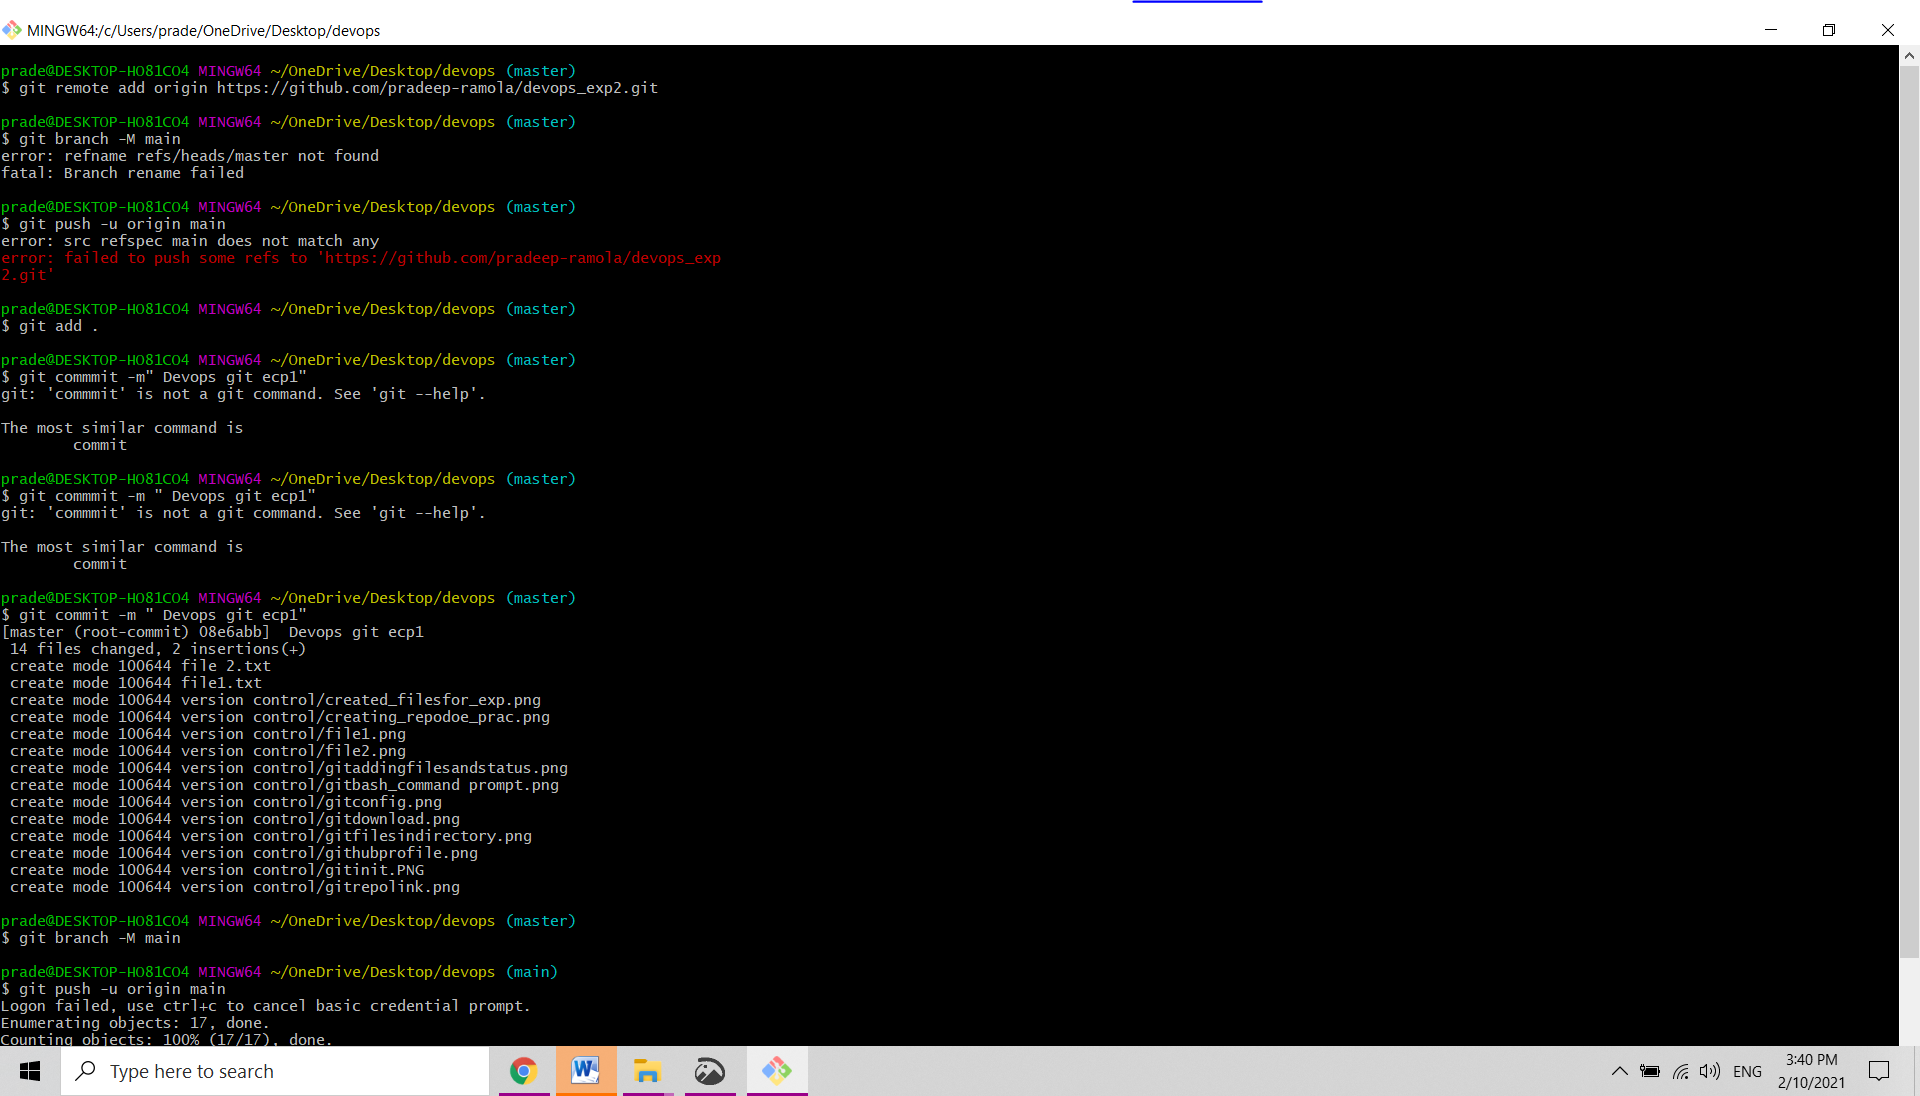 MINGW64:/c/Users/prade/OneDrive/Desktop/devops
prade@DESKTOP-HO81CO4 MINGW64 ~/OneDrive/Desktop/devops (master)
$ git remote add origin https://github.com/pradeep-ramola/devops_exp2.git
prade@DESKTOP-HO81CO4 MINGW64 ~/OneDrive/Desktop/devops (master)
$ git branch -M main
error: refname refs/heads/master not found
fatal: Branch rename failed
prade@DESKTOP-HO81CO4 MINGW64 ~/OneDrive/Desktop/devops (master)
$ git push -u origin main
error: src refspec main does not match any
error: failed to push some refs to 'https://github.com/pradeep-ramola/devops_exp
2.git'
prade@DESKTOP-HO81CO4 MINGW64 ~/OneDrive/Desktop/devops (master)
$ git add .
prade@DESKTOP-HO81CO4 MINGW64 ~/OneDrive/Desktop/devops (master)
$ git commmit -m" Devops git ecp1"
git: 'commmit' is not a git command. See 'git --help'.
The most similar command is
commit
prade@DESKTOP-HO81CO4 MINGW64 ~/OneDrive/Desktop/devops (master)
$ git commmit -m " Devops git ecp1"
git: 'commmit' is not a git command. See 'git --help'.
The most similar command is
commit
prade@DESKTOP-HO81CO4 MINGW64 ~/OneDrive/Desktop/devops (master)
$ git commit -m " Devops git ecp1"
[master (root-commit) 08e6abb]  Devops git ecp1
14 files changed, 2 insertions(+)
create mode 100644 file 2.txt
create mode 100644 file1.txt
create mode 100644 version control/created_filesfor_exp.png
create mode 100644 version control/creating_repodoe_prac.png
create mode 100644 version control/file1.png
create mode 100644 version control/file2.png
create mode 100644 version control/gitaddingfilesandstatus.png
create mode 100644 version control/gitbash_command prompt.png
create mode 100644 version control/gitconfig.png
create mode 100644 version control/gitdownload.png
create mode 100644 version control/gitfilesindirectory.png
create mode 100644 version control/githubprofile.png
create mode 100644 version control/gitinit.PNG
create mode 100644 version control/gitrepolink.png
prade@DESKTOP-HO81CO4 MINGW64 ~/OneDrive/Desktop/devops (master)
$ git branch -M main
prade@DESKTOP-HO81CO4 MINGW64 ~/OneDrive/Desktop/devops (main)
$ git push -u origin main
Logon failed, use ctrl+c to cancel basic credential prompt.
Enumerating objects: 17, done.
Counting objects: 100% (17/17), done.
Type here to search
ENG
3:40 PM
2/10/2021